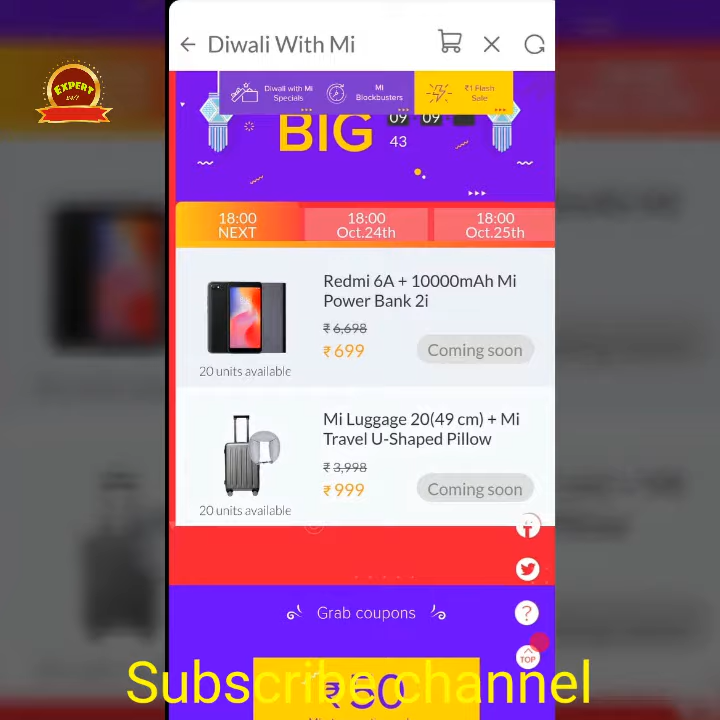 Diwali With Mi
EXPERT
24/7
Diwali with Mi
Specials
Mi
Blockbusters
₹1 Flash
Sale
BIG
09 09
43
18:00
NEXT
18:00
Oct.24th
18:00
Oct.25th
Redmi 6A + 10000mAh Mi
Power Bank 2i
₹ 6,698
₹ 699
Coming soon
20 units available
Mi Luggage 20(49 cm) + Mi
Travel U-Shaped Pillow
₹ 3,998
₹ 999
Coming soon
20 units available
Grab coupons
TOP
Subscribe channel
₹50